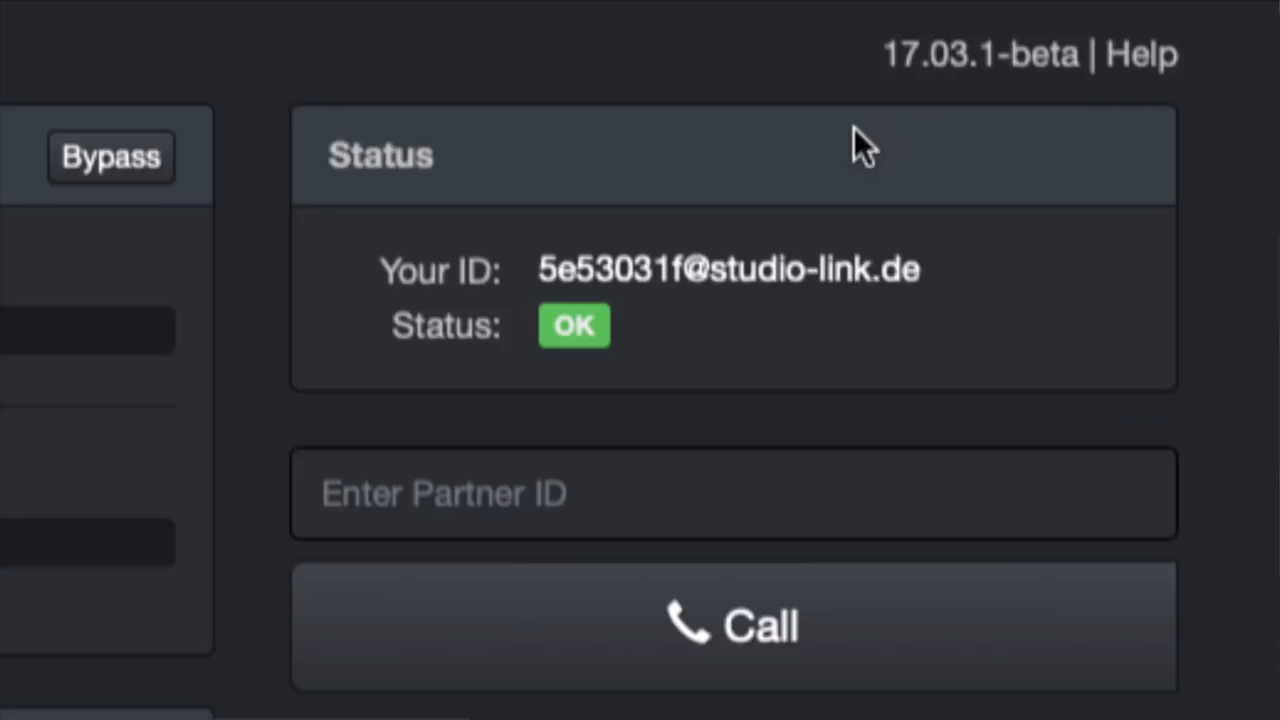 17.03.1-beta | Help
Bypass
Status
Your ID: 5e53031f@studio-link.de
Status: OK
Enter Partner ID
Call